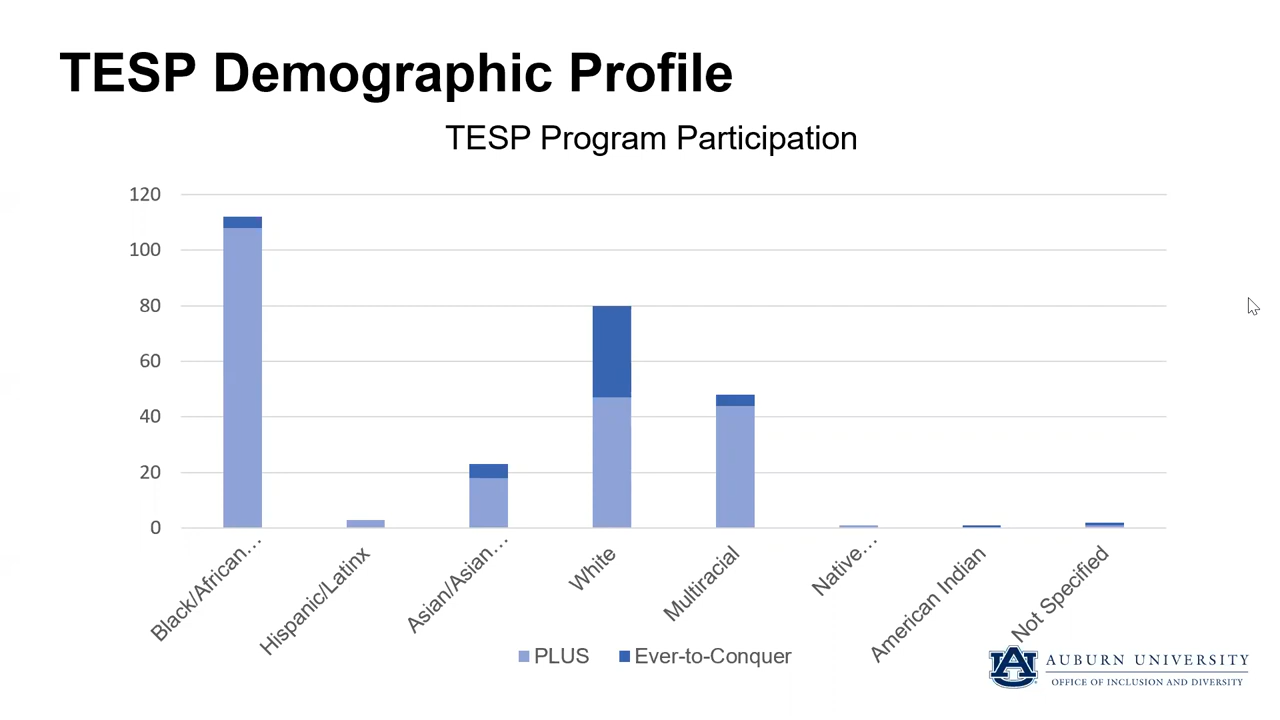 TESP Demographic Profile
TESP Program Participation
120
100
80
60
40
20
0
Black/African…
Hispanic/Latinx
Asian/Asian…
White
Multiracial
Native…
American Indian
Not Specified
PLUS
Ever-to-Conquer
AUBURN UNIVERSITY
OFFICE OF INCLUSION AND DIVERSITY